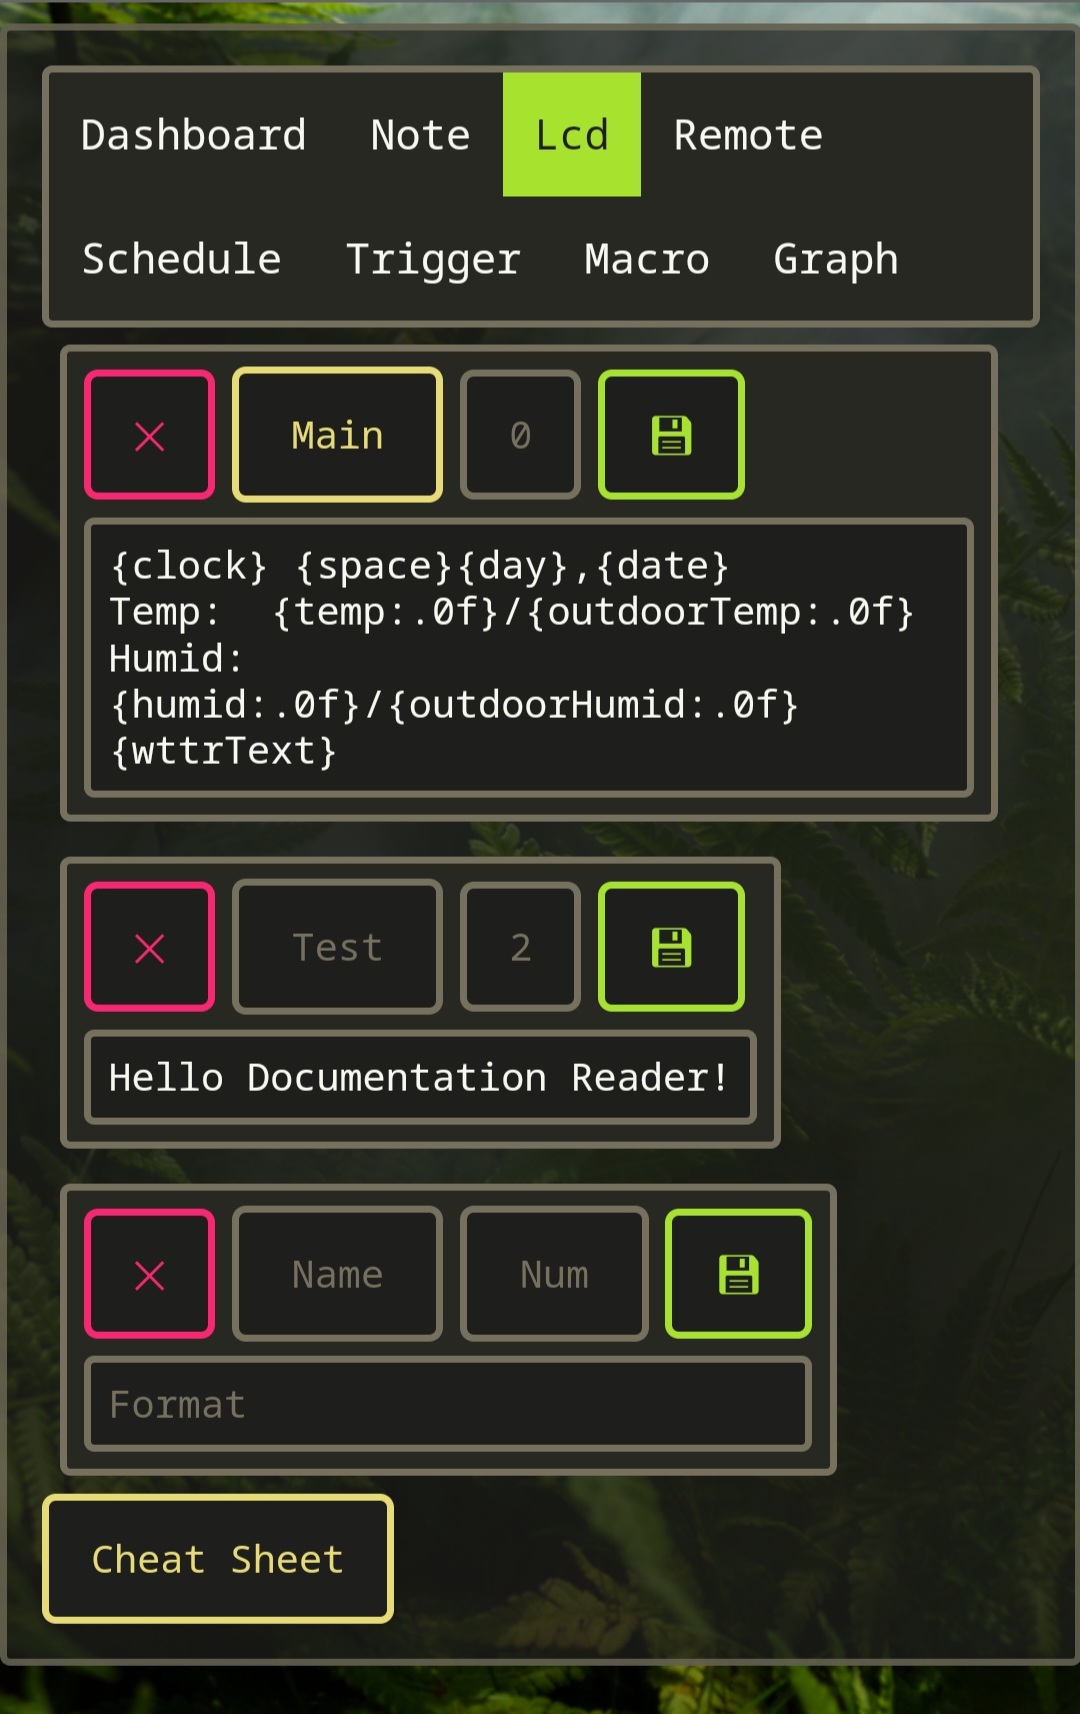 Dashboard Note Lcd Remote
Schedule Trigger Macro Graph
Main 0
{clock} {space}{day},{date}
Temp:  {temp:.0f}/{outdoorTemp:.0f}
Humid:
{humid:.0f}/{outdoorHumid:.0f}
{wttrText}
Test 2
Hello Documentation Reader!
Name Num
Format
Cheat Sheet